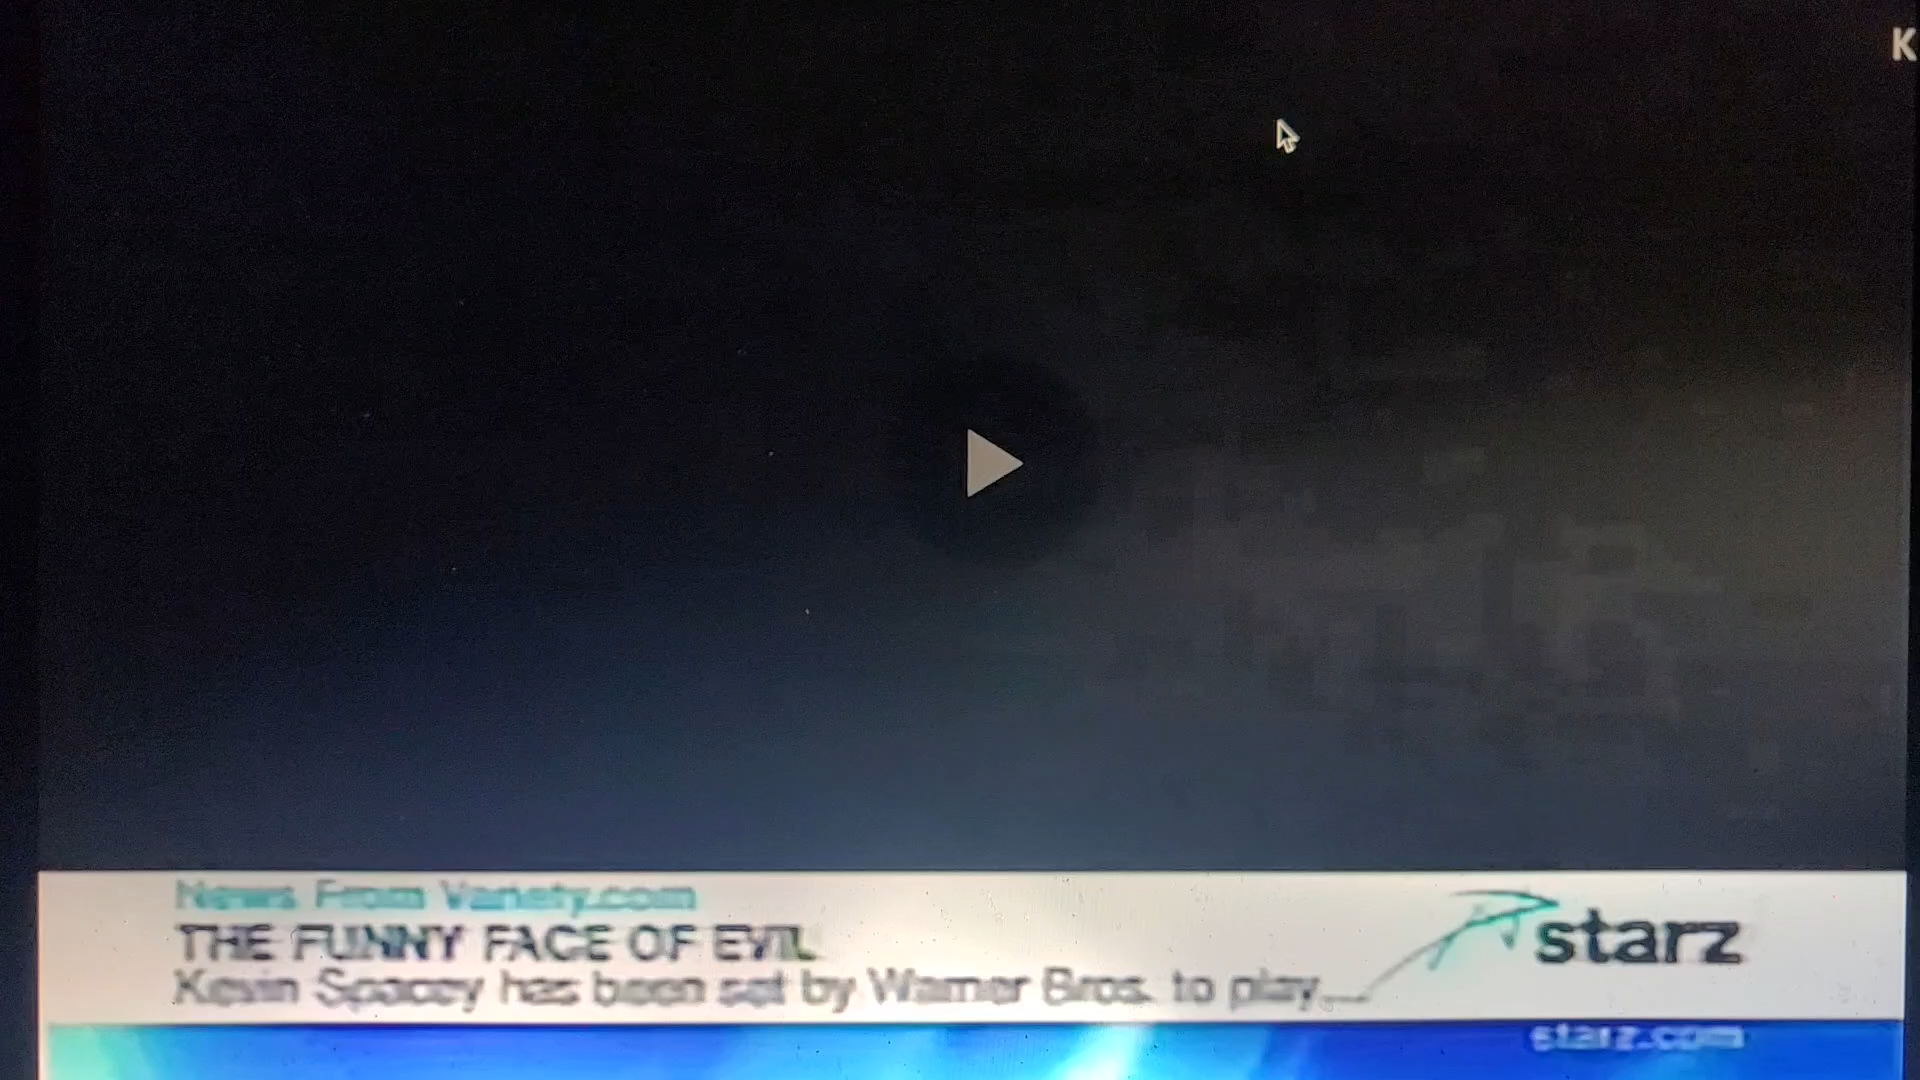 K
News From Variety.com
THE FUNNY FACE OF EVIL
Kevin Spacey has been set by Warner Bros. to play...
starz
starz.com